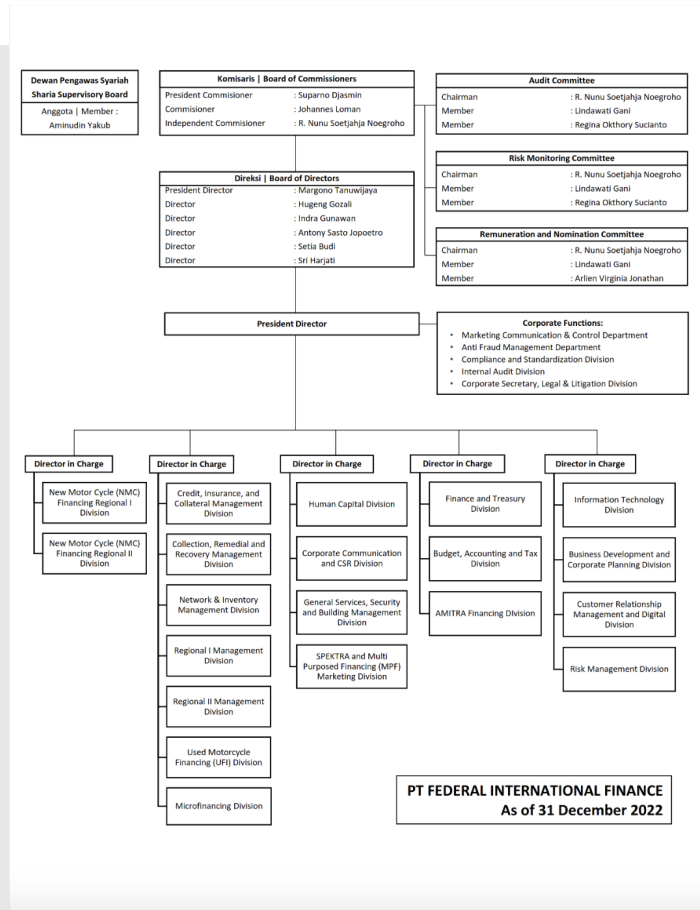 Dewan Pengawas Syariah
Sharia Supervisory Board
Anggota | Member :
Aminudin Yakub
Komisaris | Board of Commissioners
President Commisioner : Suparno Djasmin
Commisioner : Johannes Loman
Independent Commisioner : R. Nunu Soetjahja Noegroho
Audit Committee
Chairman : R. Nunu Soetjahja Noegroho
Member : Lindawati Gani
Member : Regina Okthory Sucianto
Risk Monitoring Committee
Chairman : R. Nunu Soetjahja Noegroho
Member : Lindawati Gani
Member : Regina Okthory Sucianto
Direksi | Board of Directors
President Director : Margono Tanuwijaya
Director : Hugeng Gozali
Director : Indra Gunawan
Director : Antony Sasto Jopoetro
Director : Setia Budi
Director : Sri Harjati
Remuneration and Nomination Committee
Chairman : R. Nunu Soetjahja Noegroho
Member : Lindawati Gani
Member : Arlien Virginia Jonathan
President Director
Corporate Functions:
• Marketing Communication & Control Department
• Anti Fraud Management Department
• Compliance and Standardization Division
• Internal Audit Division
• Corporate Secretary, Legal & Litigation Division
Director in Charge
New Motor Cycle (NMC)
Financing Regional I
Division
New Motor Cycle (NMC)
Financing Regional II
Division
Director in Charge
Credit, Insurance, and
Collateral Management
Division
Collection, Remedial and
Recovery Management
Division
Network & Inventory
Management Division
Regional I Management
Division
Regional II Management
Division
Used Motorcycle
Financing (UFI) Division
Microfinancing Division
Director in Charge
Human Capital Division
Corporate Communication
and CSR Division
General Services, Security
and Building Management
Division
SPEKTRA and Multi
Purposed Financing (MPF)
Marketing Division
Director in Charge
Finance and Treasury
Division
Budget, Accounting and Tax
Division
AMITRA Financing Division
Director in Charge
Information Technology
Division
Business Development and
Corporate Planning Division
Customer Relationship
Management and Digital
Division
Risk Management Division
PT FEDERAL INTERNATIONAL FINANCE
As of 31 December 2022